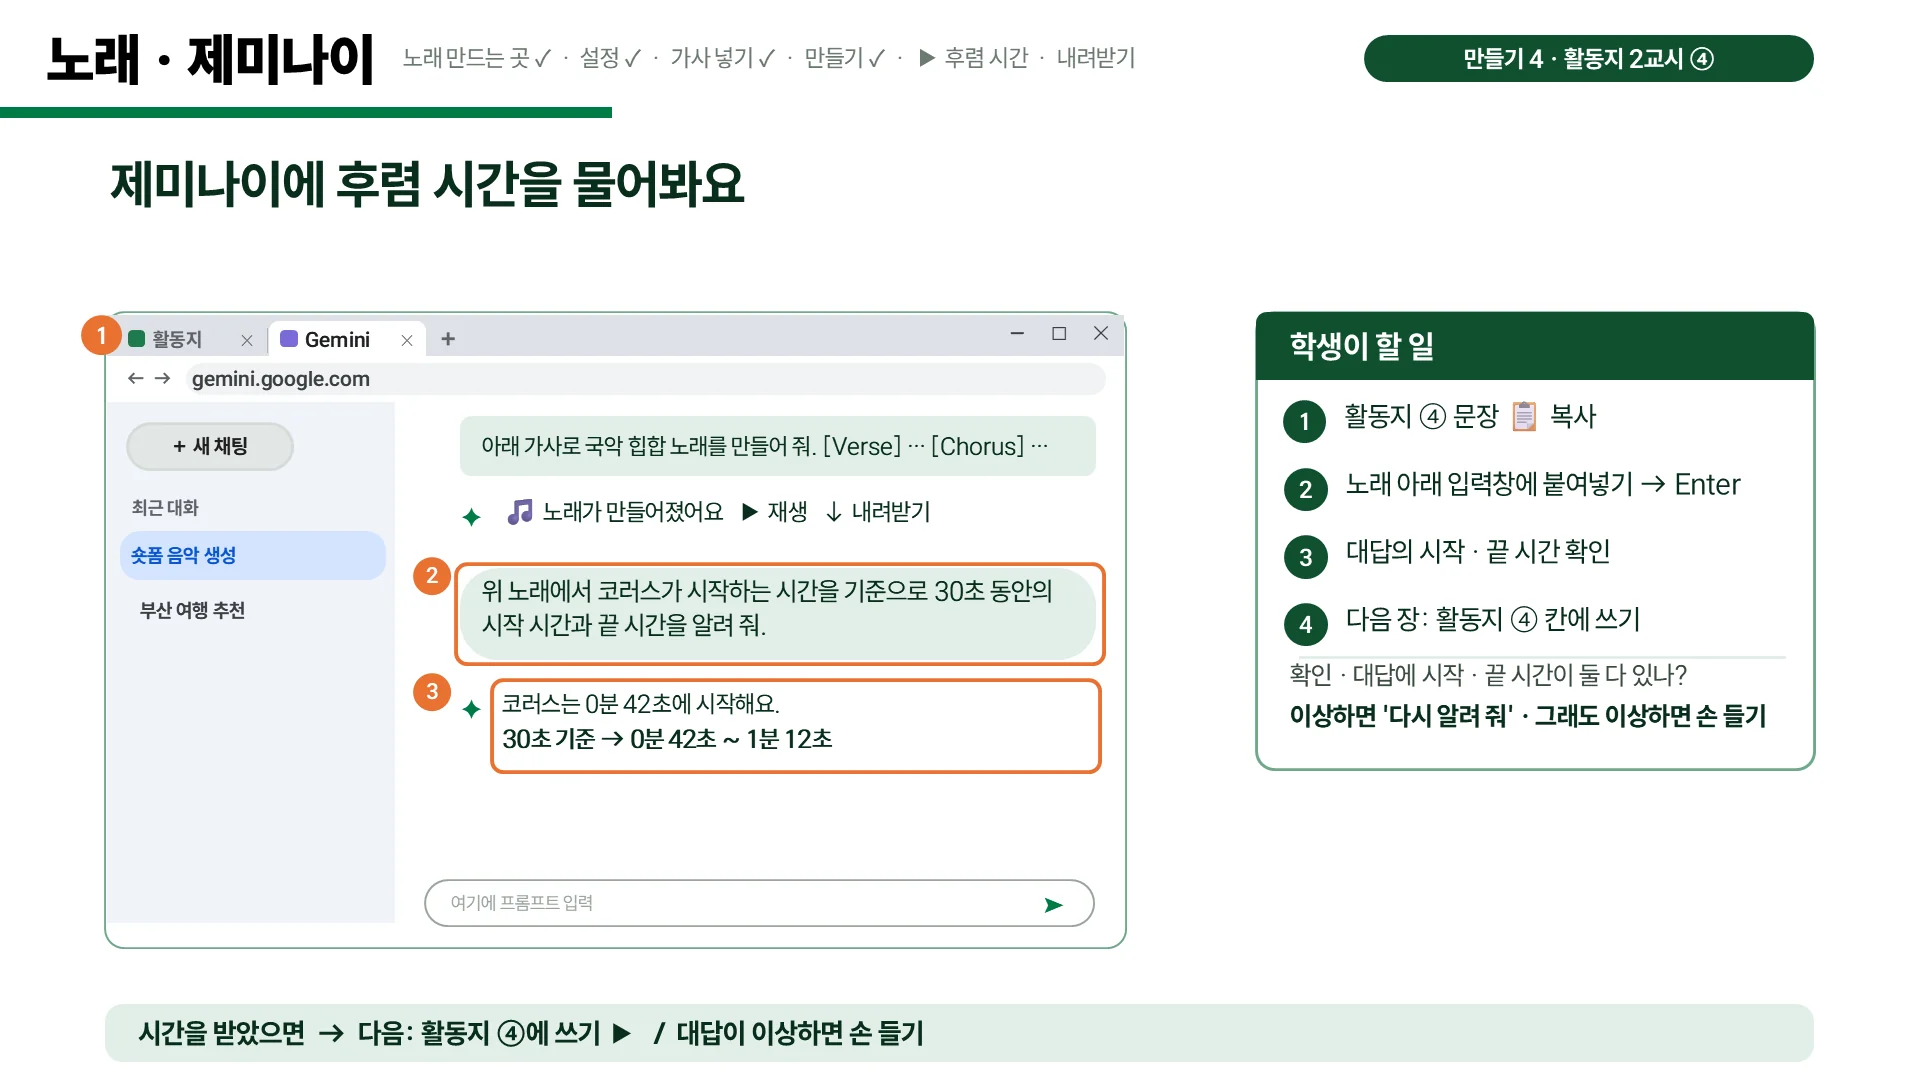 노래 · 제미나이
노래 만드는 곳 ✓ · 설정 ✓ · 가사 넣기 ✓ · 만들기 ✓ · ▶ 후렴 시간 · 내려받기
만들기 4 · 활동지 2교시 ④
제미나이에 후렴 시간을 물어봐요
1
활동지 ×
Gemini ×
+
gemini.google.com
+ 새 채팅
최근 대화
숏폼 음악 생성
부산 여행 추천
아래 가사로 국악 힙합 노래를 만들어 줘. [Verse] ··· [Chorus] ···
🎵 노래가 만들어졌어요 ▶ 재생 ↓ 내려받기
2
위 노래에서 코러스가 시작하는 시간을 기준으로 30초 동안의
시작 시간과 끝 시간을 알려 줘.
3
코러스는 0분 42초에 시작해요.
30초 기준 → 0분 42초 ~ 1분 12초
여기에 프롬프트 입력
학생이 할 일
1 활동지 ④ 문장 📋 복사
2 노래 아래 입력창에 붙여넣기 → Enter
3 대답의 시작 · 끝 시간 확인
4 다음 장: 활동지 ④ 칸에 쓰기
확인 · 대답에 시작 · 끝 시간이 둘 다 있나?
이상하면 '다시 알려 줘' · 그래도 이상하면 손 들기
시간을 받았으면 → 다음: 활동지 ④에 쓰기 ▶ / 대답이 이상하면 손 들기